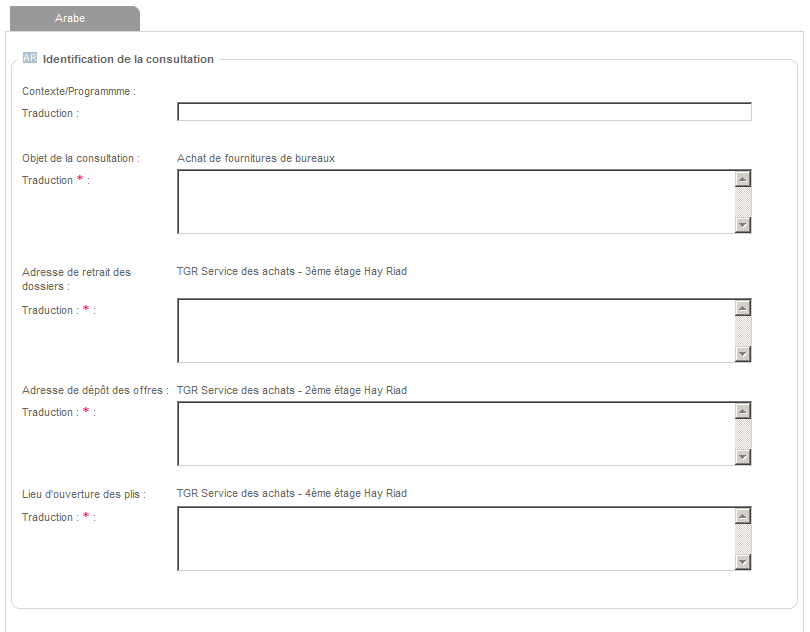 Arabe
AR Identification de la consultation
Contexte/Programmme :
Traduction :
Objet de la consultation : Achat de fournitures de bureaux
Traduction * :
Adresse de retrait des TGR Service des achats - 3ème étage Hay Riad
dossiers :
Traduction : * :
Adresse de dépôt des offres : TGR Service des achats - 2ème étage Hay Riad
Traduction : * :
Lieu d'ouverture des plis : TGR Service des achats - 4ème étage Hay Riad
Traduction : * :